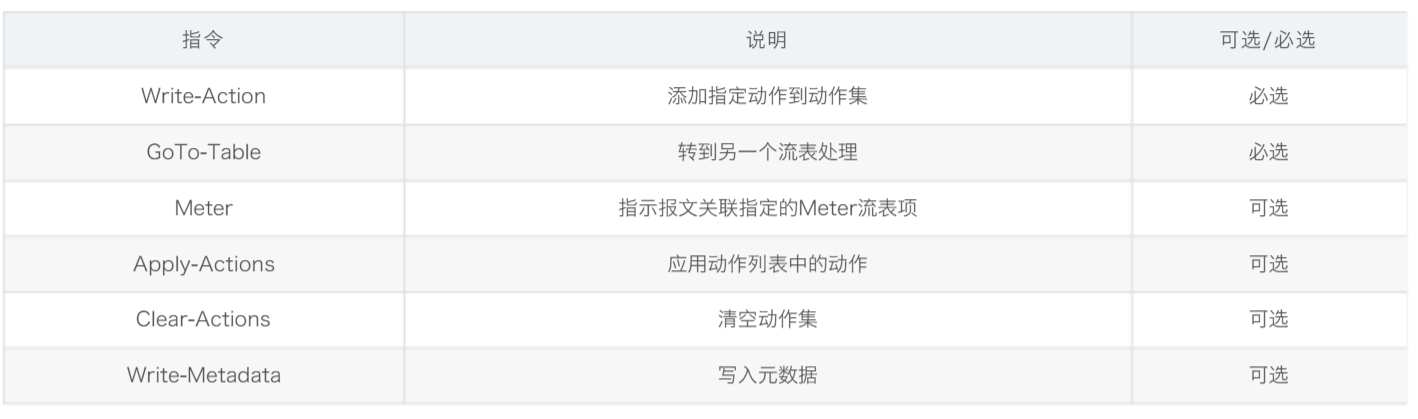 指令 说明 可选/必选
Write-Action 添加指定动作到动作集 必选
GoTo-Table 转到另一个流表处理 必选
Meter 指示报文关联指定的Meter流表项 可选
Apply-Actions 应用动作列表中的动作 可选
Clear-Actions 清空动作集 可选
Write-Metadata 写入元数据 可选